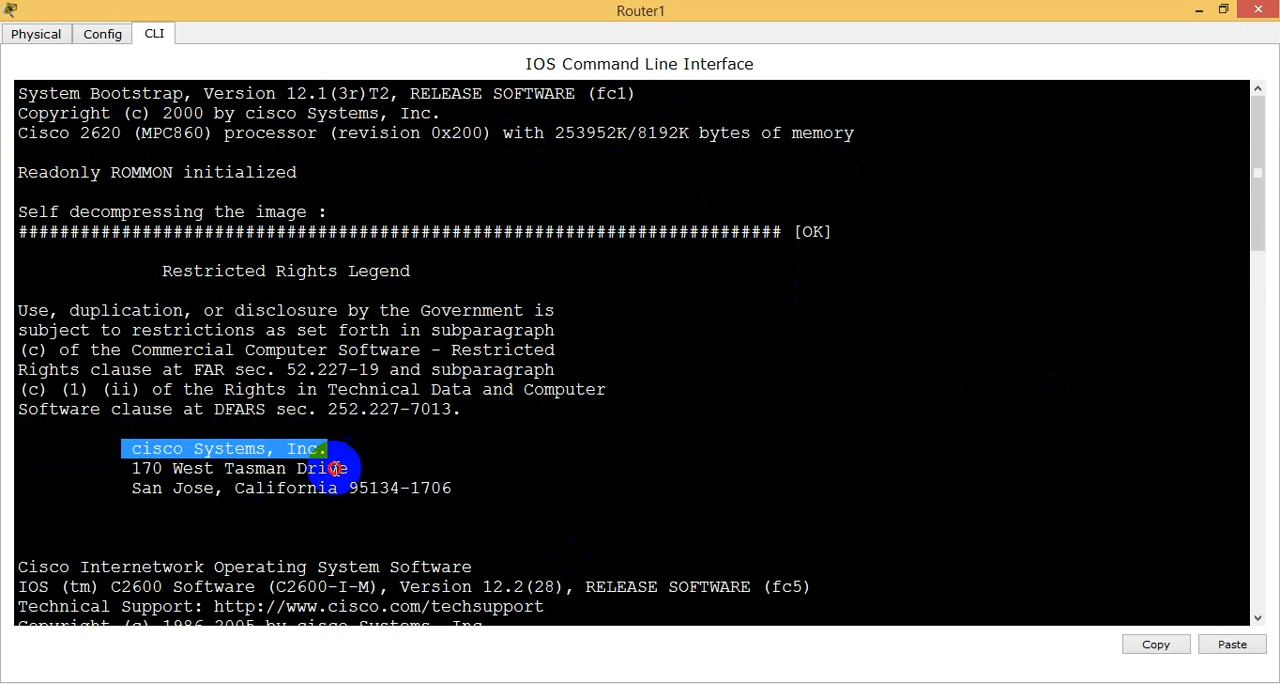 Router1
Physical Config CLI
IOS Command Line Interface
System Bootstrap, Version 12.1(3r)T2, RELEASE SOFTWARE (fc1)
Copyright (c) 2000 by cisco Systems, Inc.
Cisco 2620 (MPC860) processor (revision 0x200) with 253952K/8192K bytes of memory
Readonly ROMMON initialized
Self decompressing the image :
########################################################################## [OK]
Restricted Rights Legend
Use, duplication, or disclosure by the Government is
subject to restrictions as set forth in subparagraph
(c) of the Commercial Computer Software - Restricted
Rights clause at FAR sec. 52.227-19 and subparagraph
(c) (1) (ii) of the Rights in Technical Data and Computer
Software clause at DFARS sec. 252.227-7013.
cisco Systems, Inc.
170 West Tasman Drive
San Jose, California 95134-1706
Cisco Internetwork Operating System Software
IOS (tm) C2600 Software (C2600-I-M), Version 12.2(28), RELEASE SOFTWARE (fc5)
Technical Support: http://www.cisco.com/techsupport
Copyright (c) 1986-2005 by cisco Systems, Inc
Copy Paste